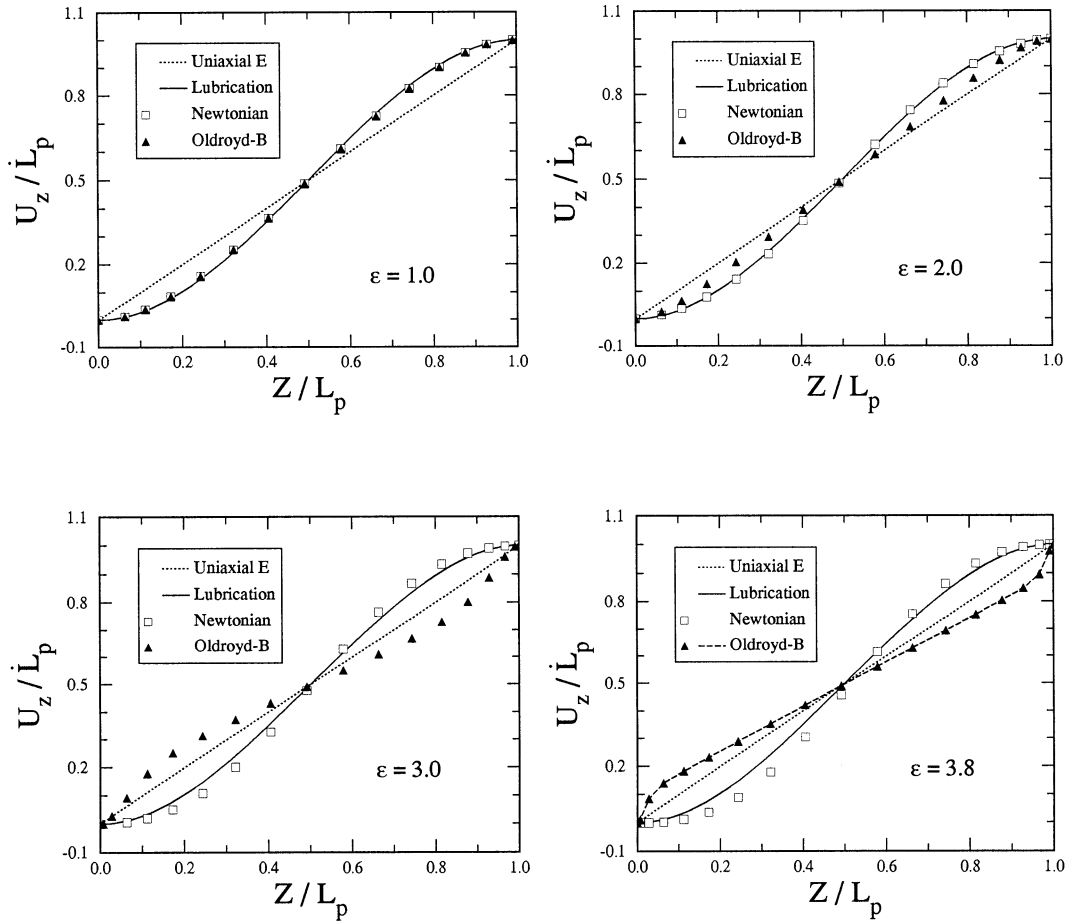 1.1
0.8
0.5
0.2
-0.1
U_z / L̇_p
Uniaxial E
Lubrication
Newtonian
Oldroyd-B
ε = 1.0
0.0 0.2 0.4 0.6 0.8 1.0
Z / L_p
1.1
0.8
0.5
0.2
-0.1
U_z / L̇_p
Uniaxial E
Lubrication
Newtonian
Oldroyd-B
ε = 2.0
0.0 0.2 0.4 0.6 0.8 1.0
Z / L_p
1.1
0.8
0.5
0.2
-0.1
U_z / L̇_p
Uniaxial E
Lubrication
Newtonian
Oldroyd-B
ε = 3.0
0.0 0.2 0.4 0.6 0.8 1.0
Z / L_p
1.1
0.8
0.5
0.2
-0.1
U_z / L̇_p
Uniaxial E
Lubrication
Newtonian
Oldroyd-B
ε = 3.8
0.0 0.2 0.4 0.6 0.8 1.0
Z / L_p